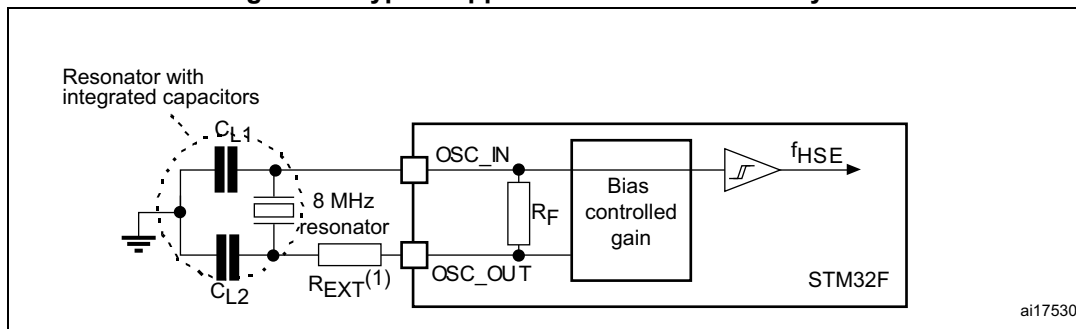 Resonator with
integrated capacitors
CL1
OSC_IN
fHSE
8 MHz
resonator
RF
Bias
controlled
gain
REXT(1)
OSC_OUT
STM32F
CL2
ai17530